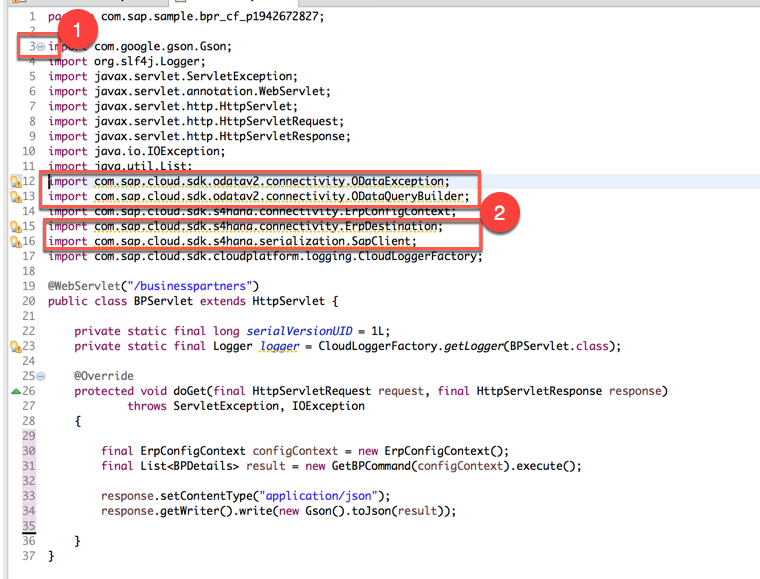 1 package com.sap.sample.bpr_cf_p1942672827;
1
2
3 import com.google.gson.Gson;
4 import org.slf4j.Logger;
5 import javax.servlet.ServletException;
6 import javax.servlet.annotation.WebServlet;
7 import javax.servlet.http.HttpServlet;
8 import javax.servlet.http.HttpServletRequest;
9 import javax.servlet.http.HttpServletResponse;
10 import java.io.IOException;
11 import java.util.List;
12 import com.sap.cloud.sdk.odatav2.connectivity.ODataException;
13 import com.sap.cloud.sdk.odatav2.connectivity.ODataQueryBuilder;
2
14 import com.sap.cloud.sdk.s4hana.connectivity.ErpConfigContext;
15 import com.sap.cloud.sdk.s4hana.connectivity.ErpDestination;
16 import com.sap.cloud.sdk.s4hana.serialization.SapClient;
17 import com.sap.cloud.sdk.cloudplatform.logging.CloudLoggerFactory;
18
19 @WebServlet("/businesspartners")
20 public class BPServlet extends HttpServlet {
21
22 private static final long serialVersionUID = 1L;
23 private static final Logger logger = CloudLoggerFactory.getLogger(BPServlet.class);
24
25 @Override
26 protected void doGet(final HttpServletRequest request, final HttpServletResponse response)
27 throws ServletException, IOException
28 {
29
30 final ErpConfigContext configContext = new ErpConfigContext();
31 final List<BPDetails> result = new GetBPCommand(configContext).execute();
32
33 response.setContentType("application/json");
34 response.getWriter().write(new Gson().toJson(result));
35
36 }
37 }